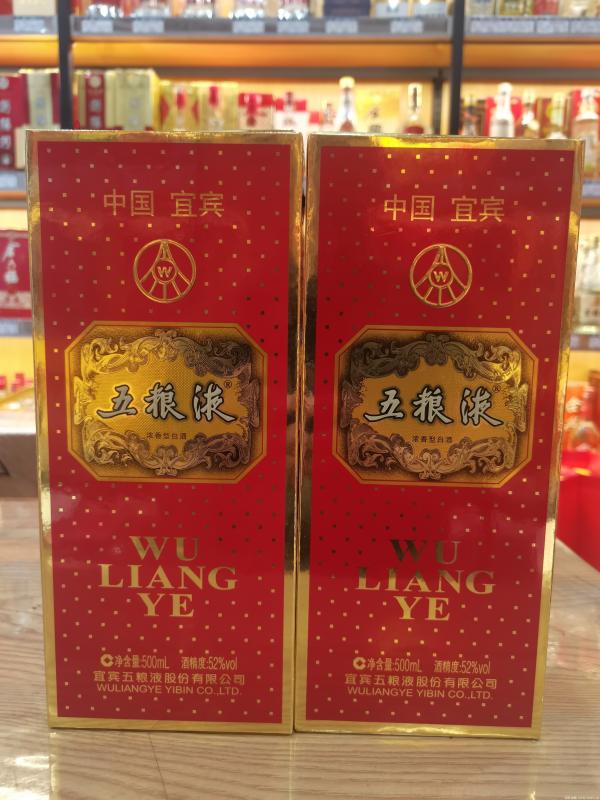 中国 宜宾
W
五粮液®
浓香型白酒
WU
LIANG
YE
净含量:500mL 酒精度:52%vol
宜宾五粮液股份有限公司
WULIANGYE YIBIN CO.,LTD.
中国 宜宾
W
五粮液®
浓香型白酒
WU
LIANG
YE
净含量:500mL 酒精度:52%vol
宜宾五粮液股份有限公司
WULIANGYE YIBIN CO.,LTD.